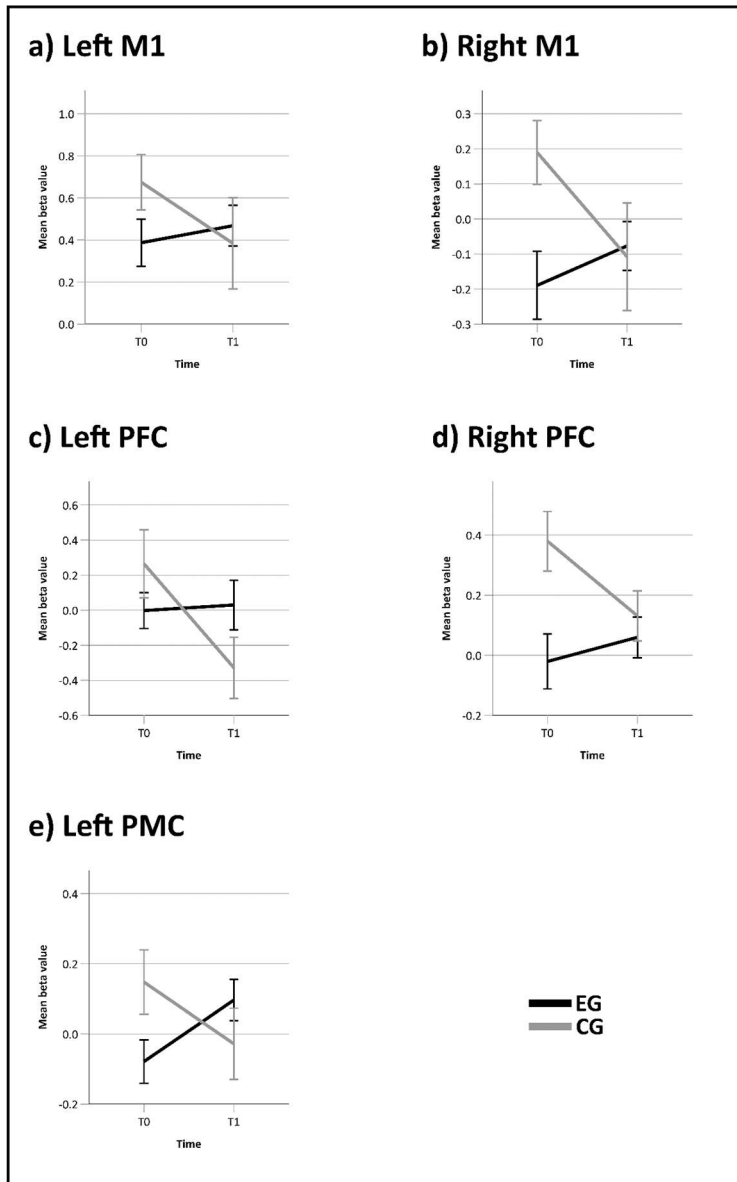 a) Left M1
Mean beta value
1.0
0.8
0.6
0.4
0.2
0.0
T0 T1
Time
b) Right M1
Mean beta value
0.3
0.2
0.1
0.0
-0.1
-0.2
-0.3
T0 T1
Time
c) Left PFC
Mean beta value
0.6
0.4
0.2
0.0
-0.2
-0.4
-0.6
T0 T1
Time
d) Right PFC
Mean beta value
0.4
0.2
0.0
-0.2
T0 T1
Time
e) Left PMC
Mean beta value
0.4
0.2
0.0
-0.2
T0 T1
Time
EG
CG